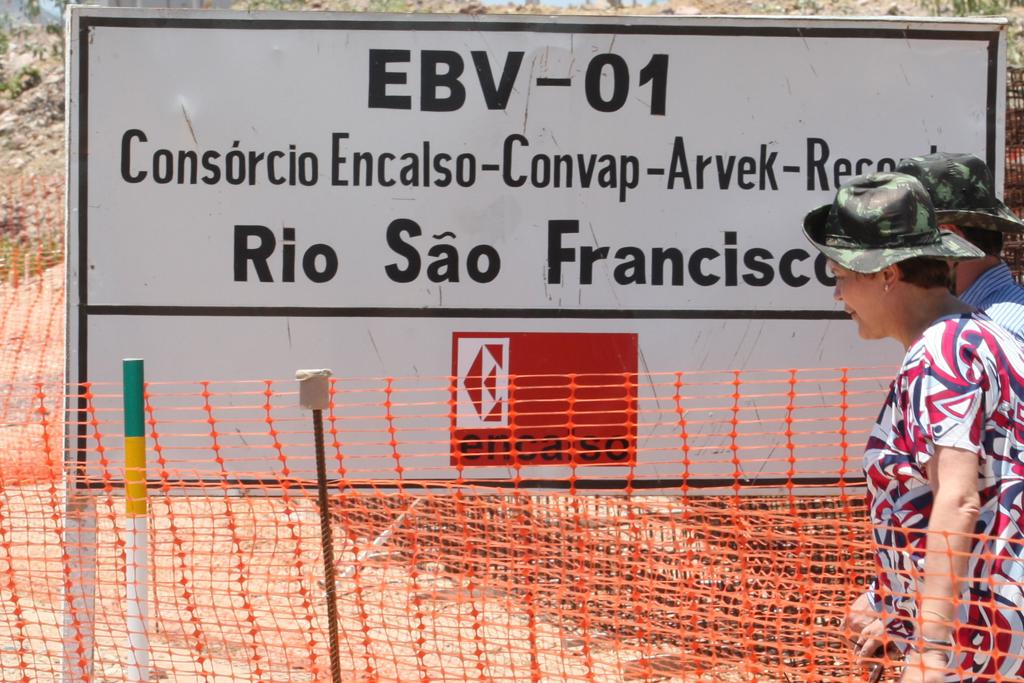 EBV-01
Consórcio Encalso-Convap-Arvek-
Rio São Francisco
encalso